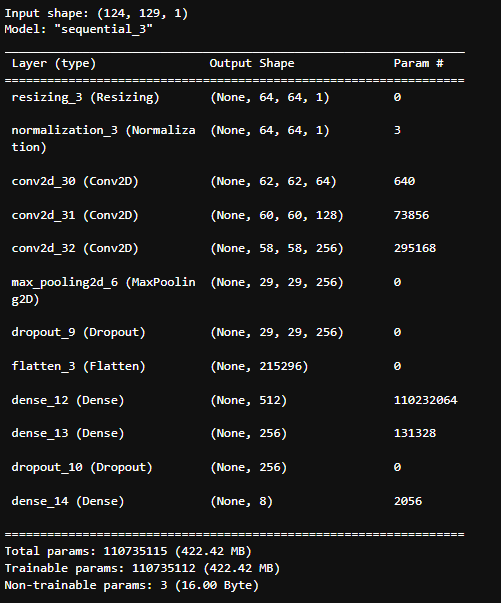 Input shape: (124, 129, 1)
Model: "sequential_3"
_________________________________________________________________
Layer (type) Output Shape Param #
=================================================================
resizing_3 (Resizing) (None, 64, 64, 1) 0
normalization_3 (Normaliza (None, 64, 64, 1) 3
tion)
conv2d_30 (Conv2D) (None, 62, 62, 64) 640
conv2d_31 (Conv2D) (None, 60, 60, 128) 73856
conv2d_32 (Conv2D) (None, 58, 58, 256) 295168
max_pooling2d_6 (MaxPoolin (None, 29, 29, 256) 0
g2D)
dropout_9 (Dropout) (None, 29, 29, 256) 0
flatten_3 (Flatten) (None, 215296) 0
dense_12 (Dense) (None, 512) 110232064
dense_13 (Dense) (None, 256) 131328
dropout_10 (Dropout) (None, 256) 0
dense_14 (Dense) (None, 8) 2056
=================================================================
Total params: 110735115 (422.42 MB)
Trainable params: 110735112 (422.42 MB)
Non-trainable params: 3 (16.00 Byte)